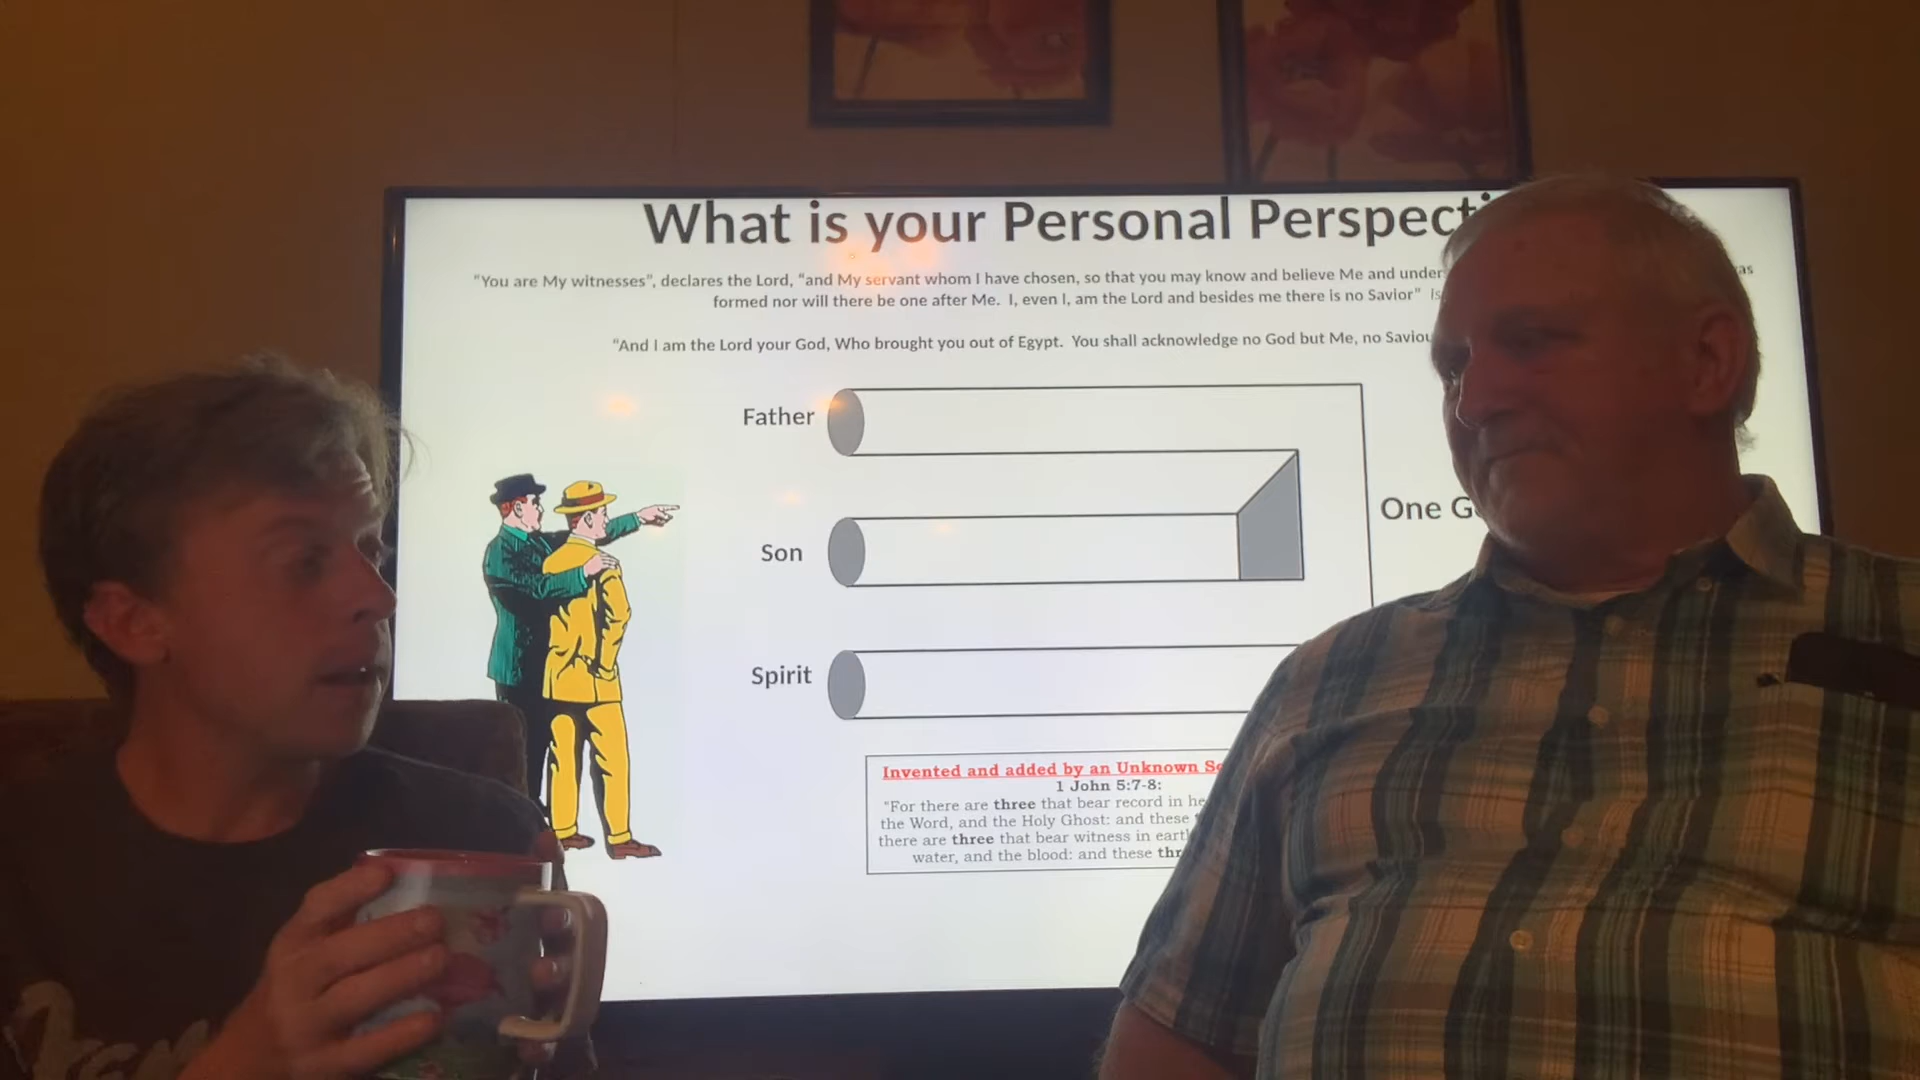 What is your Personal Perspecti
"You are My witnesses", declares the Lord, "and My servant whom I have chosen, so that you may know and believe Me and under
formed nor will there be one after Me. I, even I, am the Lord and besides me there is no Savior" Is
"And I am the Lord your God, Who brought you out of Egypt. You shall acknowledge no God but Me, no Saviou
Father
Son
One G
Spirit
Invented and added by an Unknown Sc
1 John 5:7-8:
"For there are three that bear record in he
the Word, and the Holy Ghost: and these
there are three that bear witness in eart
water, and the blood: and these thr